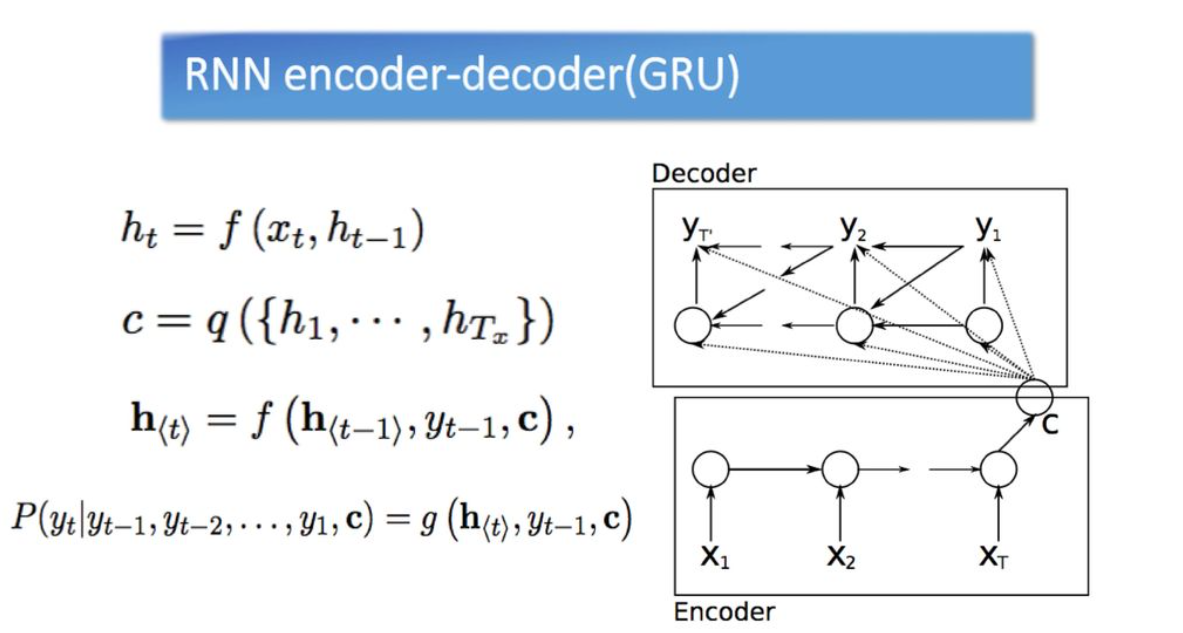 RNN encoder-decoder(GRU)
h_t = f (x_t, h_{t−1})
c = q ({h_1, ⋯ , h_{T_x}})
𝐡_{⟨t⟩} = f (𝐡_{⟨t−1⟩}, y_{t−1}, 𝐜) ,
P(y_t|y_{t−1}, y_{t−2}, . . . , y_1, 𝐜) = g (𝐡_{⟨t⟩}, y_{t−1}, 𝐜)
Decoder
y_{T'} y_2 y_1
c
x_1 x_2 x_T
Encoder